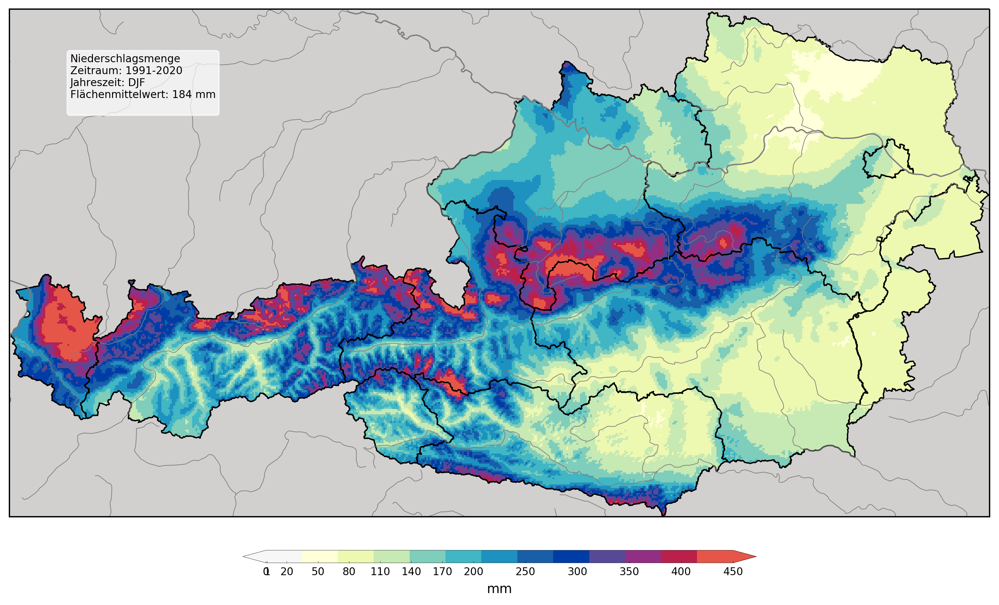 Niederschlagsmenge
Zeitraum: 1991-2020
Jahreszeit: DJF
Flächenmittelwert: 184 mm
0 1 20 50 80 110 140 170 200 250 300 350 400 450
mm